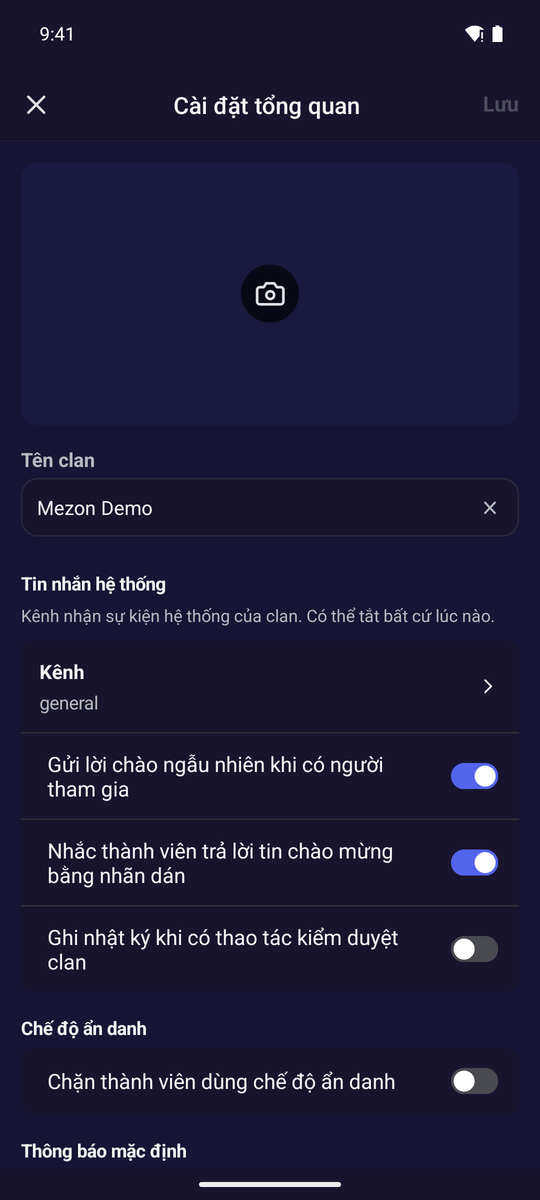 9:41
Cài đặt tổng quan
Lưu
Tên clan
Mezon Demo
Tin nhắn hệ thống
Kênh nhận sự kiện hệ thống của clan. Có thể tắt bất cứ lúc nào.
Kênh
general
Gửi lời chào ngẫu nhiên khi có người
tham gia
Nhắc thành viên trả lời tin chào mừng
bằng nhãn dán
Ghi nhật ký khi có thao tác kiểm duyệt
clan
Chế độ ẩn danh
Chặn thành viên dùng chế độ ẩn danh
Thông báo mặc định